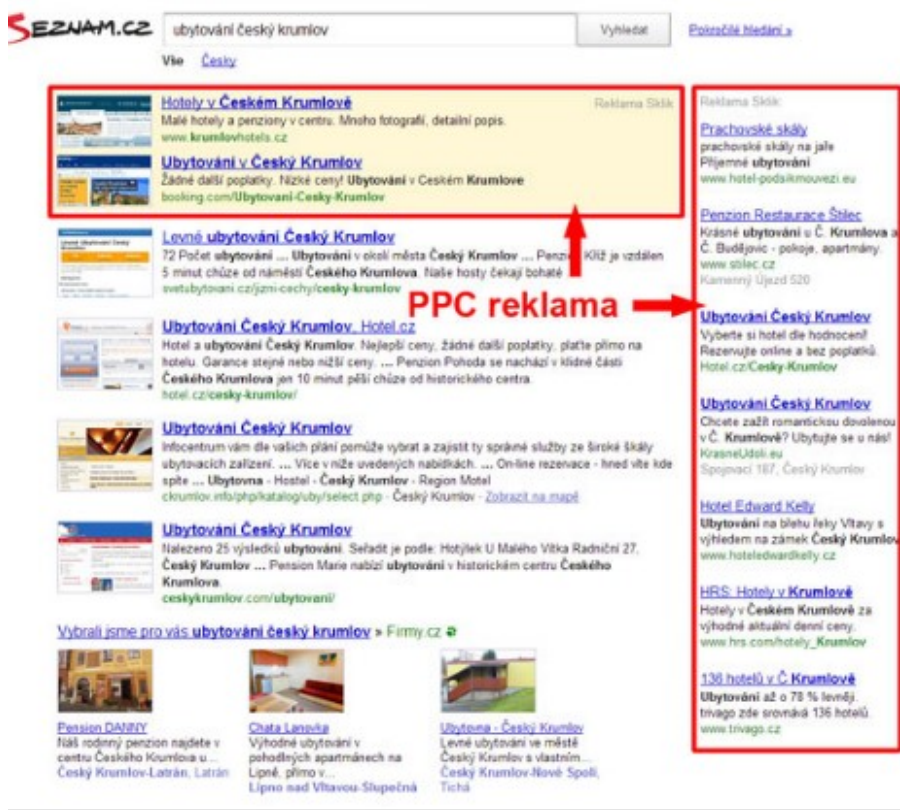 SEZNAM.CZ
ubytování český krumlov
Vyhledat
Pokročilé hledání »
Vše Česky
Hotely v Českém Krumlově
Reklama Sklik
Malé hotely a penziony v centru. Mnoho fotografií, detailní popis.
www.krumlovhotels.cz
Ubytování v Český Krumlov
Žádné další poplatky. Nízké ceny! Ubytování v Českém Krumlove
booking.com/Ubytovani-Cesky-Krumlov
Levné ubytování Český Krumlov
72 Počet ubytování ... Ubytování v okolí města Český Krumlov ... Penzion Kříž je vzdálen
5 minut chůze od náměstí Českého Krumlova. Naše hosty čekají bohaté
svetubytovani.cz/jizni-cechy/cesky-krumlov
PPC reklama
Ubytování Český Krumlov, Hotel.cz
Hotel a ubytování Český Krumlov. Nejlepší ceny, žádné další poplatky, plaťte přímo na
hotelu. Garance stejné nebo nižší ceny. ... Penzion Pohoda se nachází v klidné části
Českého Krumlova jen 10 minut pěší chůze od historického centra.
hotel.cz/cesky-krumlov/
Ubytování Český Krumlov
Infocentrum vám dle vašich přání pomůže vybrat a zajistit ty správné služby ze široké škály
ubytovacích zařízení. ... Více v níže uvedených nabídkách. ... On-line rezervace - hned víte kde
spíte ... Ubytovna - Hostel - Český Krumlov - Region Motel
ckrumlov.info/php/katalog/uby/select.php - Český Krumlov - Zobrazit na mapě
Ubytování Český Krumlov
Nalezeno 25 výsledků ubytování. Seřadit je podle: Hotýlek U Malého Vítka Radniční 27,
Český Krumlov ... Pension Marie nabízí ubytování v historickém centru Českého
Krumlova.
ceskykrumlov.com/ubytovani/
Vybrali jsme pro vás ubytování český krumlov » Firmy.cz
Pension DANNY
Náš rodinný penzion najdete v
centru Českého Krumlova u...
Český Krumlov-Latrán, Latrán
Chata Lanovka
Výhodné ubytování v
pohodlných apartmánech na
Lipně, přímo v...
Lipno nad Vltavou-Slupečná
Ubytovna - Český Krumlov
Levné ubytování ve městě
Český Krumlov s vlastním...
Český Krumlov-Nové Spolí,
Tichá
Reklama Sklik:
Prachovské skály
prachovské skály na jaře
Příjemné ubytování
www.hotel-podsikmouvezi.eu
Penzion Restaurace Štilec
Krásné ubytování u Č. Krumlova a
Č. Budějovic - pokoje, apartmány.
www.stilec.cz
Kamenný Újezd 520
Ubytování Český Krumlov
Vyberte si hotel dle hodnocení!
Rezervujte online a bez poplatků.
Hotel.cz/Cesky-Krumlov
Ubytování Český Krumlov
Chcete zažít romantickou dovolenou
v Č. Krumlově? Ubytujte se u nás!
KrasneUdoli.eu
Spojovací 187, Český Krumlov
Hotel Edward Kelly
Ubytování na břehu řeky Vltavy s
výhledem na zámek Český Krumlov
www.hoteledwardkelly.cz
HRS: Hotely v Krumlově
Hotely v Českém Krumlově za
výhodné aktuální denní ceny.
www.hrs.com/hotely_Krumlov
136 hotelů v Č Krumlově
Ubytování až o 78 % levněji.
trivago zde srovnává 136 hotelů.
www.trivago.cz